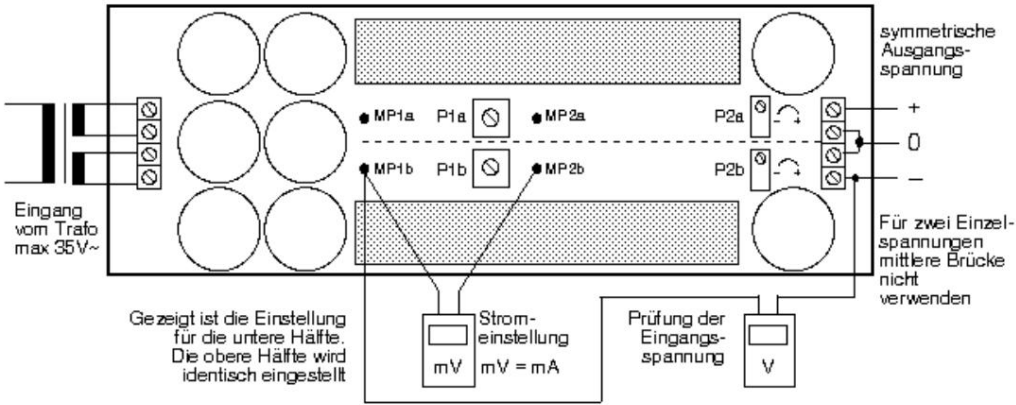 symmetrische
Ausgangs-
spannung
MP1a P1a MP2a P2a
+
0
MP1b P1b MP2b P2b
–
Eingang
vom Trafo
max 35V~
Für zwei Einzel-
spannungen
mittlere Brücke
nicht
verwenden
Gezeigt ist die Einstellung
für die untere Hälfte.
Die obere Hälfte wird
identisch eingestellt
mV
Strom-
einstellung
mV = mA
Prüfung der
Eingangs-
spannung
V